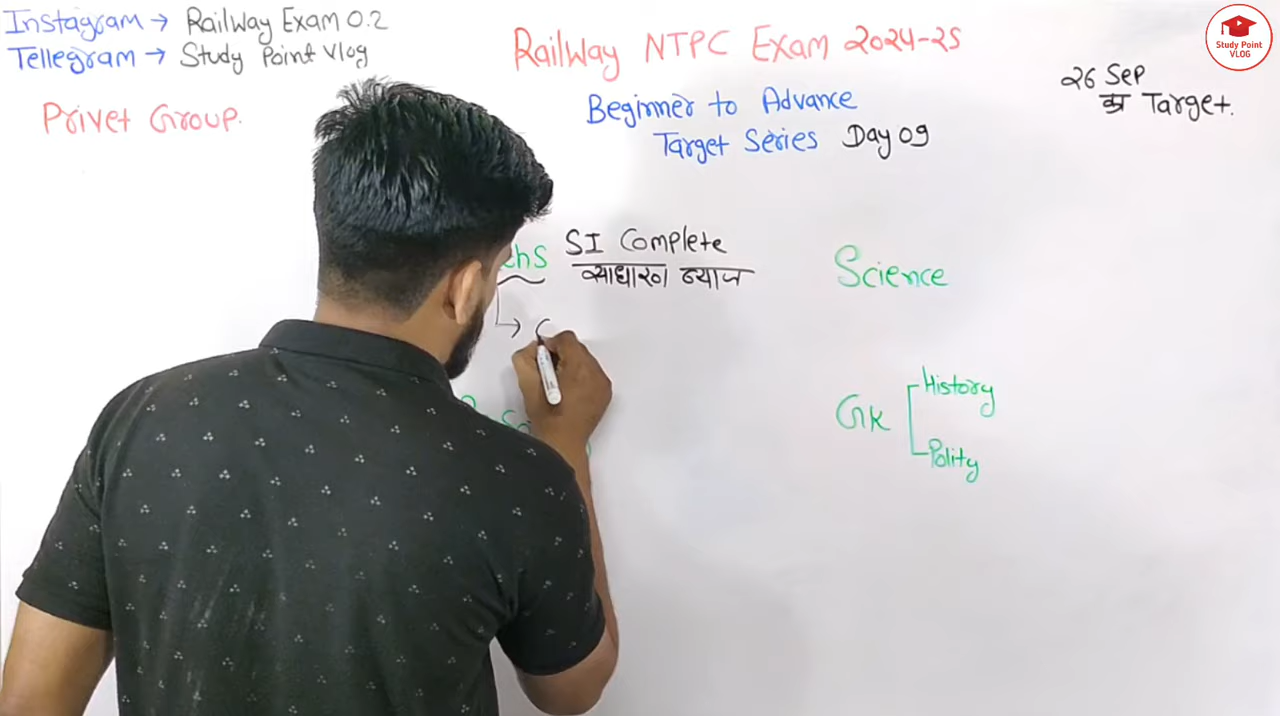 Instagram → Railway Exam 0.2
Tellegram → Study Point Vlog
Privet Group.
Railway NTPC Exam 2024-25
Beginner to Advance
Target Series Day 09
26 Sep
का Target.
Study Point
VLOG
SI Complete
साधारण ब्याज
Science
GK
History
Polity